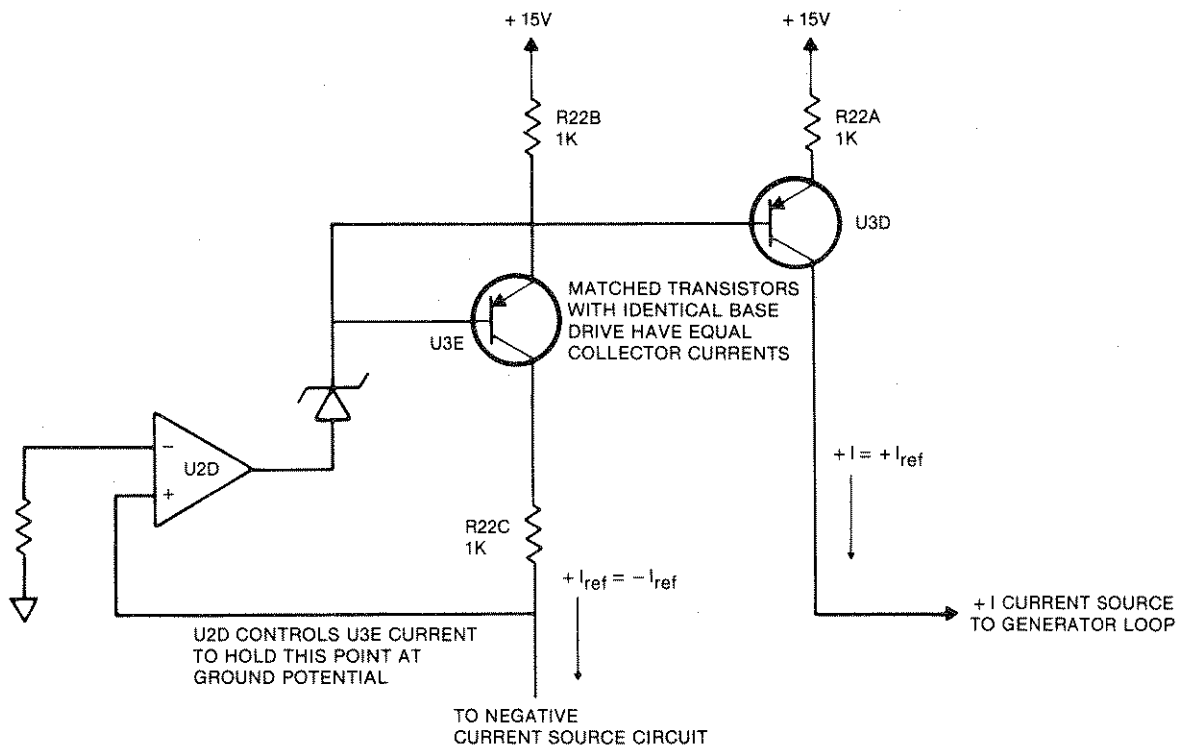 + 15V
+ 15V
R22B
1K
R22A
1K
U3D
MATCHED TRANSISTORS
WITH IDENTICAL BASE
DRIVE HAVE EQUAL
COLLECTOR CURRENTS
U3E
−
U2D
+
+ I = + Iref
R22C
1K
+ Iref = − Iref
+ I CURRENT SOURCE
TO GENERATOR LOOP
U2D CONTROLS U3E CURRENT
TO HOLD THIS POINT AT
GROUND POTENTIAL
TO NEGATIVE
CURRENT SOURCE CIRCUIT